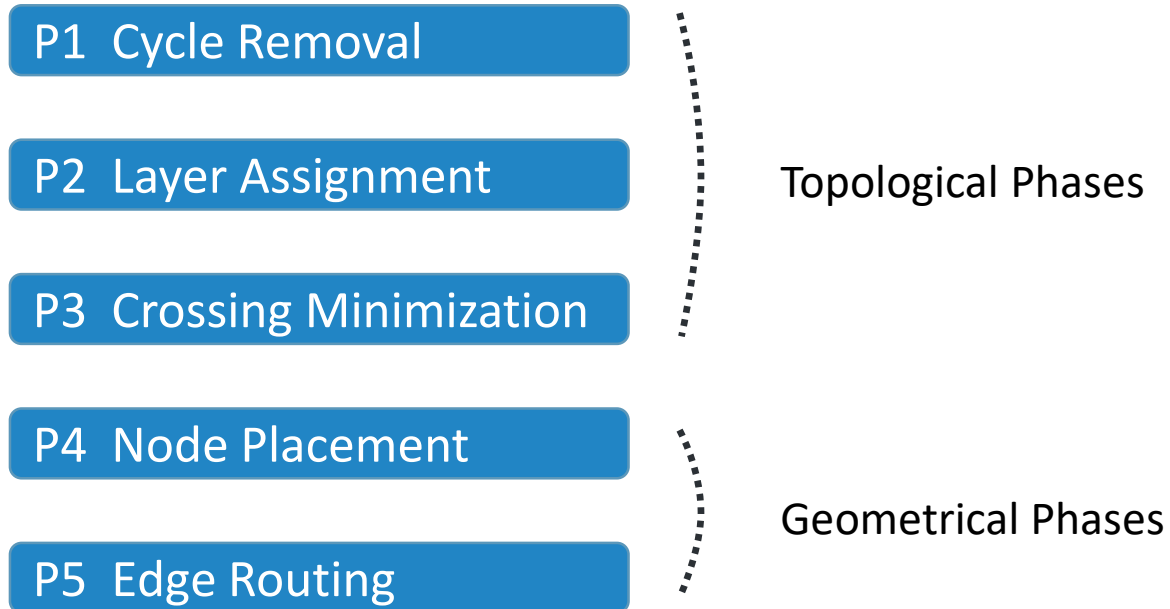 P1 Cycle Removal
P2 Layer Assignment
Topological Phases
P3 Crossing Minimization
P4 Node Placement
Geometrical Phases
P5 Edge Routing